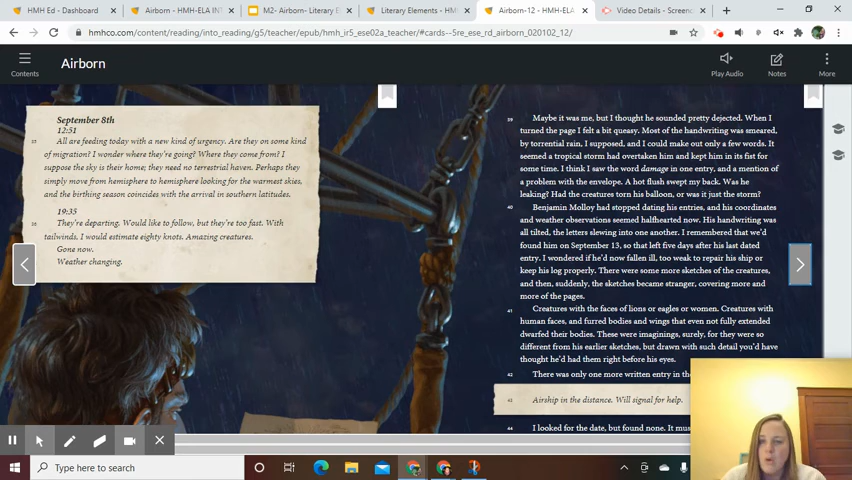 HMH Ed - Dashboard
Airborn - HMH-ELA INT
M2- Airborn- Literary E
Literary Elements - HMH
Airborn-12 - HMH-ELA
Video Details - Screenc
hmhco.com/content/reading/into_reading/g5/teacher/epub/hmh_ir5_ese02a_teacher/#cards--5re_ese_rd_020102_12/
Contents
Airborn
Play Audio
Notes
More
September 8th
12:51
All are feeding today with a new kind of urgency. Are they on some kind
of migration? I wonder where they're going? Where they come from? I
suppose the sky is their home; they need no terrestrial haven. Perhaps they
simply move from hemisphere to hemisphere looking for the warmest skies,
and the birthing season coincides with the arrival in southern latitudes.
19:35
They're departing. Would like to follow, but they're too fast. With
tailwinds, I would estimate eighty knots. Amazing creatures.
Gone now.
Weather changing.
39 Maybe it was me, but I thought he sounded pretty dejected. When I
turned the page I felt a bit queasy. Most of the handwriting was smeared,
by torrential rain, I supposed, and I could make out only a few words. It
seemed a tropical storm had overtaken him and kept him in its fist for
some time. I think I saw the word damage in one entry, and a mention of
a problem with the envelope. A hot flush swept my back. Was he
leaking? Had the creatures torn his balloon, or was it just the storm?
40 Benjamin Molloy had stopped dating his entries, and his coordinates
and weather observations seemed halfhearted now. His handwriting was
all tilted, the letters slewing into one another. I remembered that we'd
found him on September 13, so that left five days after his last dated
entry. I wondered if he'd now fallen ill, too weak to repair his ship or
keep his log properly. There were some more sketches of the creatures,
and then, suddenly, the sketches became stranger, covering more and
more of the pages.
41 Creatures with the faces of lions or eagles or women. Creatures with
human faces, and furred bodies and wings that even not fully extended
dwarfed their bodies. These were imaginings, surely, for they were so
different from his earlier sketches, but drawn with such detail you'd have
thought he'd had them right before his eyes.
42 There was only one more written entry in the
43 Airship in the distance. Will signal for help.
44 I looked for the date, but found none. It mus
Type here to search